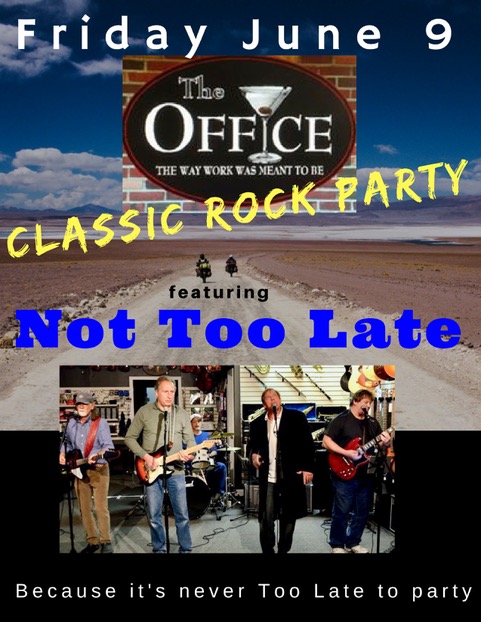 Friday June 9
The
OFFICE
THE WAY WORK WAS MEANT TO BE
CLASSIC ROCK PARTY
featuring
Not Too Late
Because it's never Too Late to party